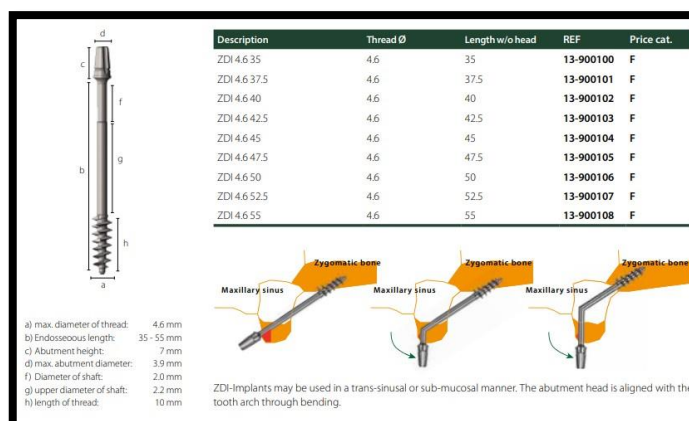 d
c
f
b
g
h
a
a) max. diameter of thread: 4.6 mm
b) Endosseous length: 35 - 55 mm
c) Abutment height: 7 mm
d) max. abutment diameter: 3.9 mm
f) Diameter of shaft: 2.0 mm
g) upper diameter of shaft: 2.2 mm
h) length of thread: 10 mm
Description Thread Ø Length w/o head REF Price cat.
ZDI 4.6 35 4.6 35 13-900100 F
ZDI 4.6 37.5 4.6 37.5 13-900101 F
ZDI 4.6 40 4.6 40 13-900102 F
ZDI 4.6 42.5 4.6 42.5 13-900103 F
ZDI 4.6 45 4.6 45 13-900104 F
ZDI 4.6 47.5 4.6 47.5 13-900105 F
ZDI 4.6 50 4.6 50 13-900106 F
ZDI 4.6 52.5 4.6 52.5 13-900107 F
ZDI 4.6 55 4.6 55 13-900108 F
Zygomatic bone
Maxillary sinus
Zygomatic bone
Maxillary sinus
Zygomatic bone
Maxillary sinus
ZDI-Implants may be used in a trans-sinusal or sub-mucosal manner. The abutment head is aligned with the
tooth arch through bending.